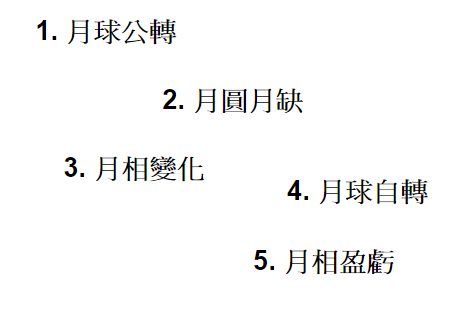 1. 月球公轉
2. 月圓月缺
3. 月相變化
4. 月球自轉
5. 月相盈虧